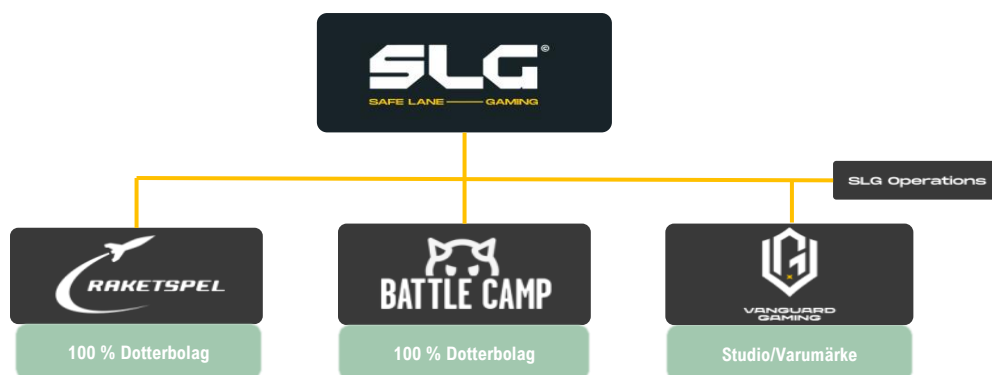 SLG©
SAFE LANE GAMING
SLG Operations
RAKETSPEL
BATTLE CAMP
VANGUARD
GAMING
100 % Dotterbolag
100 % Dotterbolag
Studio/Varumärke